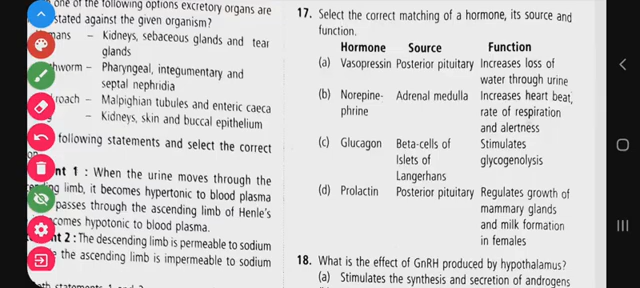 one of the following options excretory organs are
stated against the given organism?
mans – Kidneys, sebaceous glands and tear
glands
hworm – Pharyngeal, integumentary and
septal nephridia
roach – Malpighian tubules and enteric caeca
– Kidneys, skin and buccal epithelium
following statements and select the correct
nt 1 : When the urine moves through the
limb, it becomes hypertonic to blood plasma
passes through the ascending limb of Henle's
comes hypotonic to blood plasma.
nt 2 : The descending limb is permeable to sodium
the ascending limb is impermeable to sodium
17. Select the correct matching of a hormone, its source and
function.
Hormone Source Function
(a) Vasopressin Posterior pituitary Increases loss of
water through urine
(b) Norepine- Adrenal medulla Increases heart beat,
phrine rate of respiration
and alertness
(c) Glucagon Beta-cells of Stimulates
Islets of glycogenolysis
Langerhans
(d) Prolactin Posterior pituitary Regulates growth of
mammary glands
and milk formation
in females
18. What is the effect of GnRH produced by hypothalamus?
(a) Stimulates the synthesis and secretion of androgens